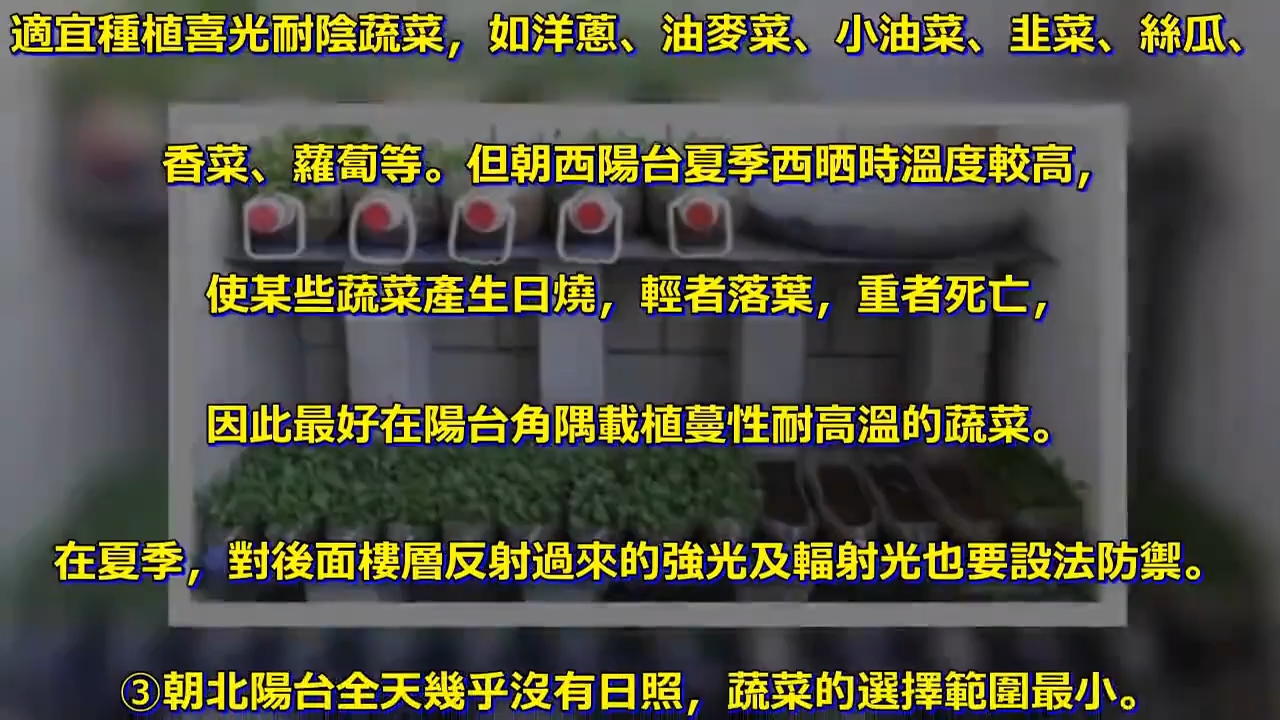 適宜種植喜光耐陰蔬菜，如洋蔥、油麥菜、小油菜、韭菜、絲瓜、
香菜、蘿蔔等。但朝西陽台夏季西晒時溫度較高，
使某些蔬菜產生日燒，輕者落葉，重者死亡，
因此最好在陽台角隅載植蔓性耐高溫的蔬菜。
在夏季，對後面樓層反射過來的強光及輻射光也要設法防禦。
③朝北陽台全天幾乎沒有日照，蔬菜的選擇範圍最小。